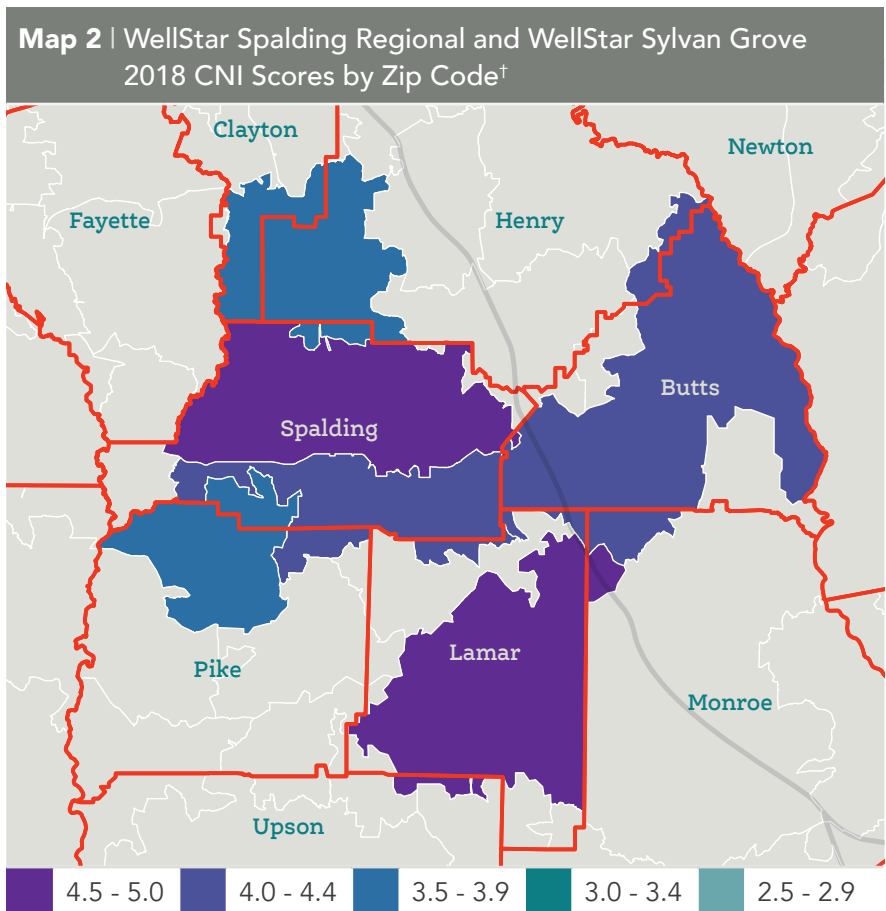 Map 2 | WellStar Spalding Regional and WellStar Sylvan Grove
2018 CNI Scores by Zip Code†
Clayton
Newton
Fayette
Henry
Butts
Spalding
Lamar
Pike
Monroe
Upson
4.5 - 5.0 4.0 - 4.4 3.5 - 3.9 3.0 - 3.4 2.5 - 2.9